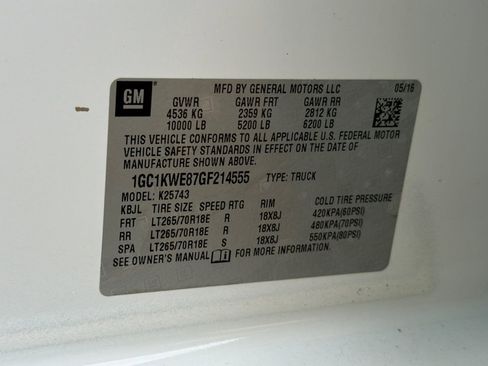 GM
MFD BY GENERAL MOTORS LLC 05/16
GVWR GAWR FRT GAWR RR
4536 KG 2359 KG 2812 KG
10000 LB 5200 LB 6200 LB
THIS VEHICLE CONFORMS TO ALL APPLICABLE U.S. FEDERAL MOTOR
VEHICLE SAFETY STANDARDS IN EFFECT ON THE DATE OF
MANUFACTURE SHOWN ABOVE.
1GC1KWE87GF214555 TYPE: TRUCK
MODEL: K25743
KBJL TIRE SIZE SPEED RTG RIM COLD TIRE PRESSURE
FRT LT265/70R18E R 18X8J 420KPA(60PSI)
RR LT265/70R18E R 18X8J 480KPA(70PSI)
SPA LT265/70R18E S 18X8J 550KPA(80PSI)
SEE OWNER'S MANUAL FOR MORE INFORMATION.